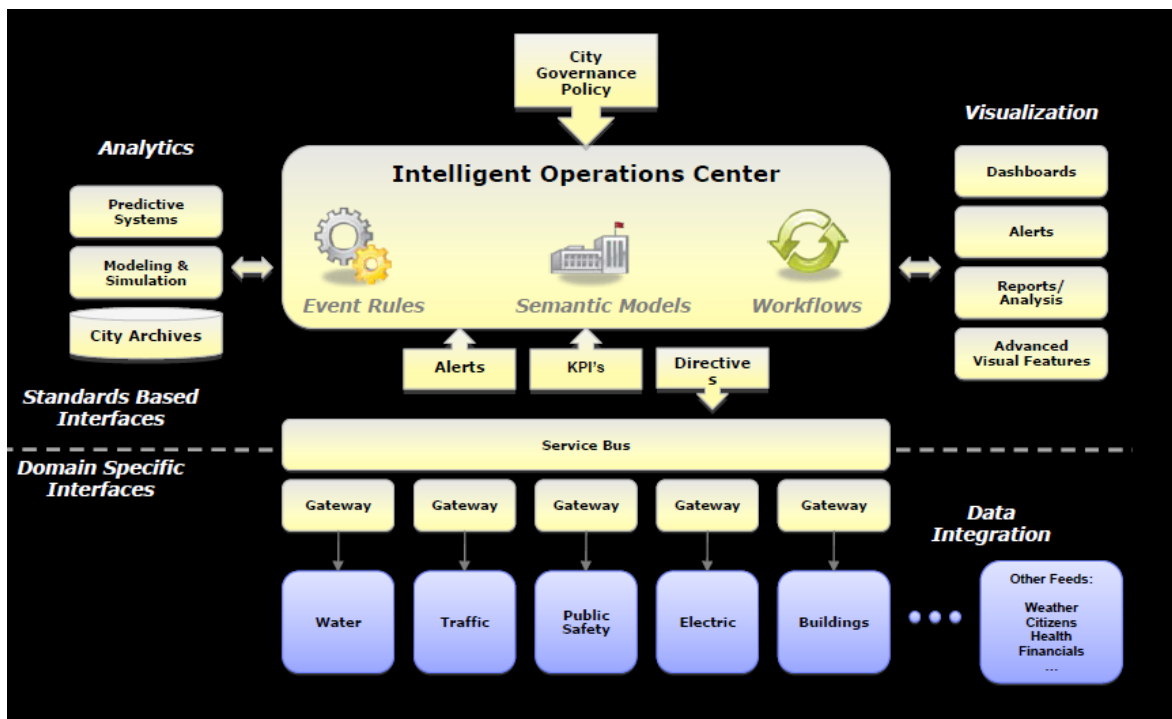 City
Governance
Policy
Analytics
Predictive
Systems
Modeling &
Simulation
City Archives
Intelligent Operations Center
Event Rules
Semantic Models
Workflows
Visualization
Dashboards
Alerts
Reports/
Analysis
Advanced
Visual Features
Alerts
KPI's
Directive
s
Standards Based
Interfaces
Service Bus
Domain Specific
Interfaces
Gateway
Gateway
Gateway
Gateway
Gateway
Data
Integration
Water
Traffic
Public
Safety
Electric
Buildings
Other Feeds:
Weather
Citizens
Health
Financials
...